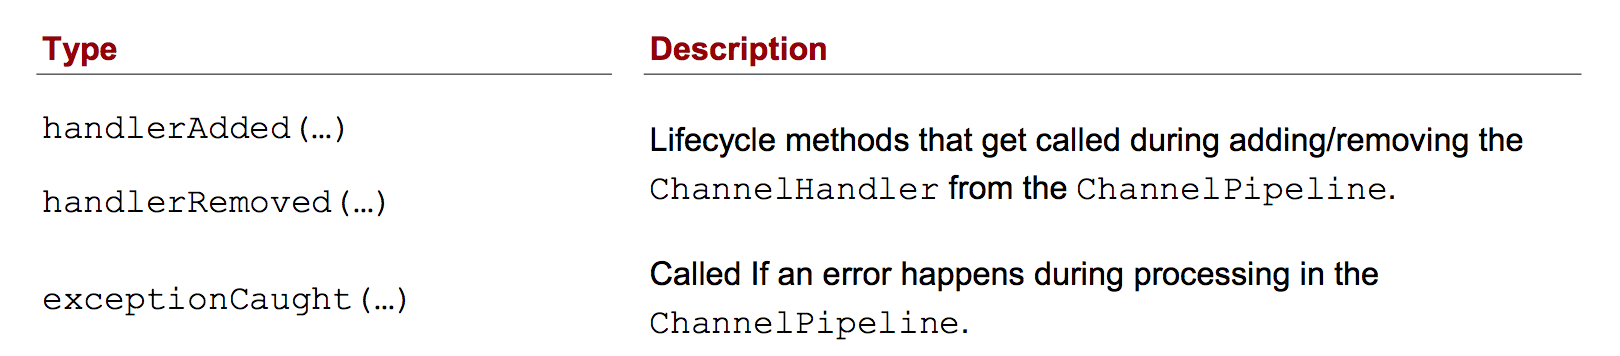 Type Description
handlerAdded(…)
Lifecycle methods that get called during adding/removing the
ChannelHandler from the ChannelPipeline.
handlerRemoved(…)
Called If an error happens during processing in the
exceptionCaught(…)
ChannelPipeline.